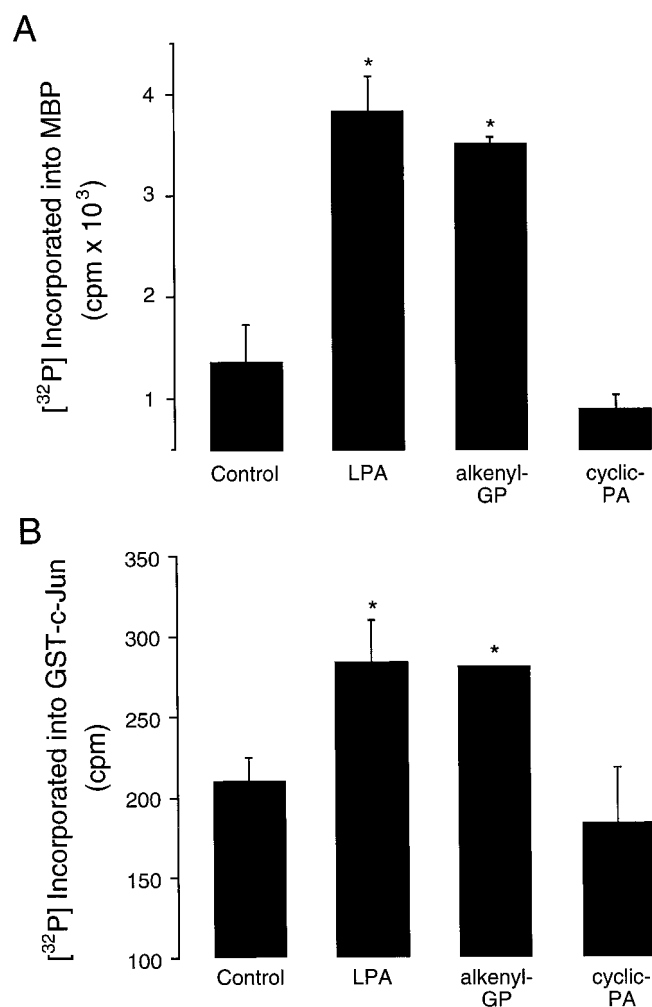 A
[³²P] Incorporated into MBP
(cpm x 10³)
4
3
2
1
*
*
Control
LPA
alkenyl-
GP
cyclic-
PA
B
[³²P] Incorporated into GST-c-Jun
(cpm)
350
300
250
200
150
100
*
*
Control
LPA
alkenyl-
GP
cyclic-
PA